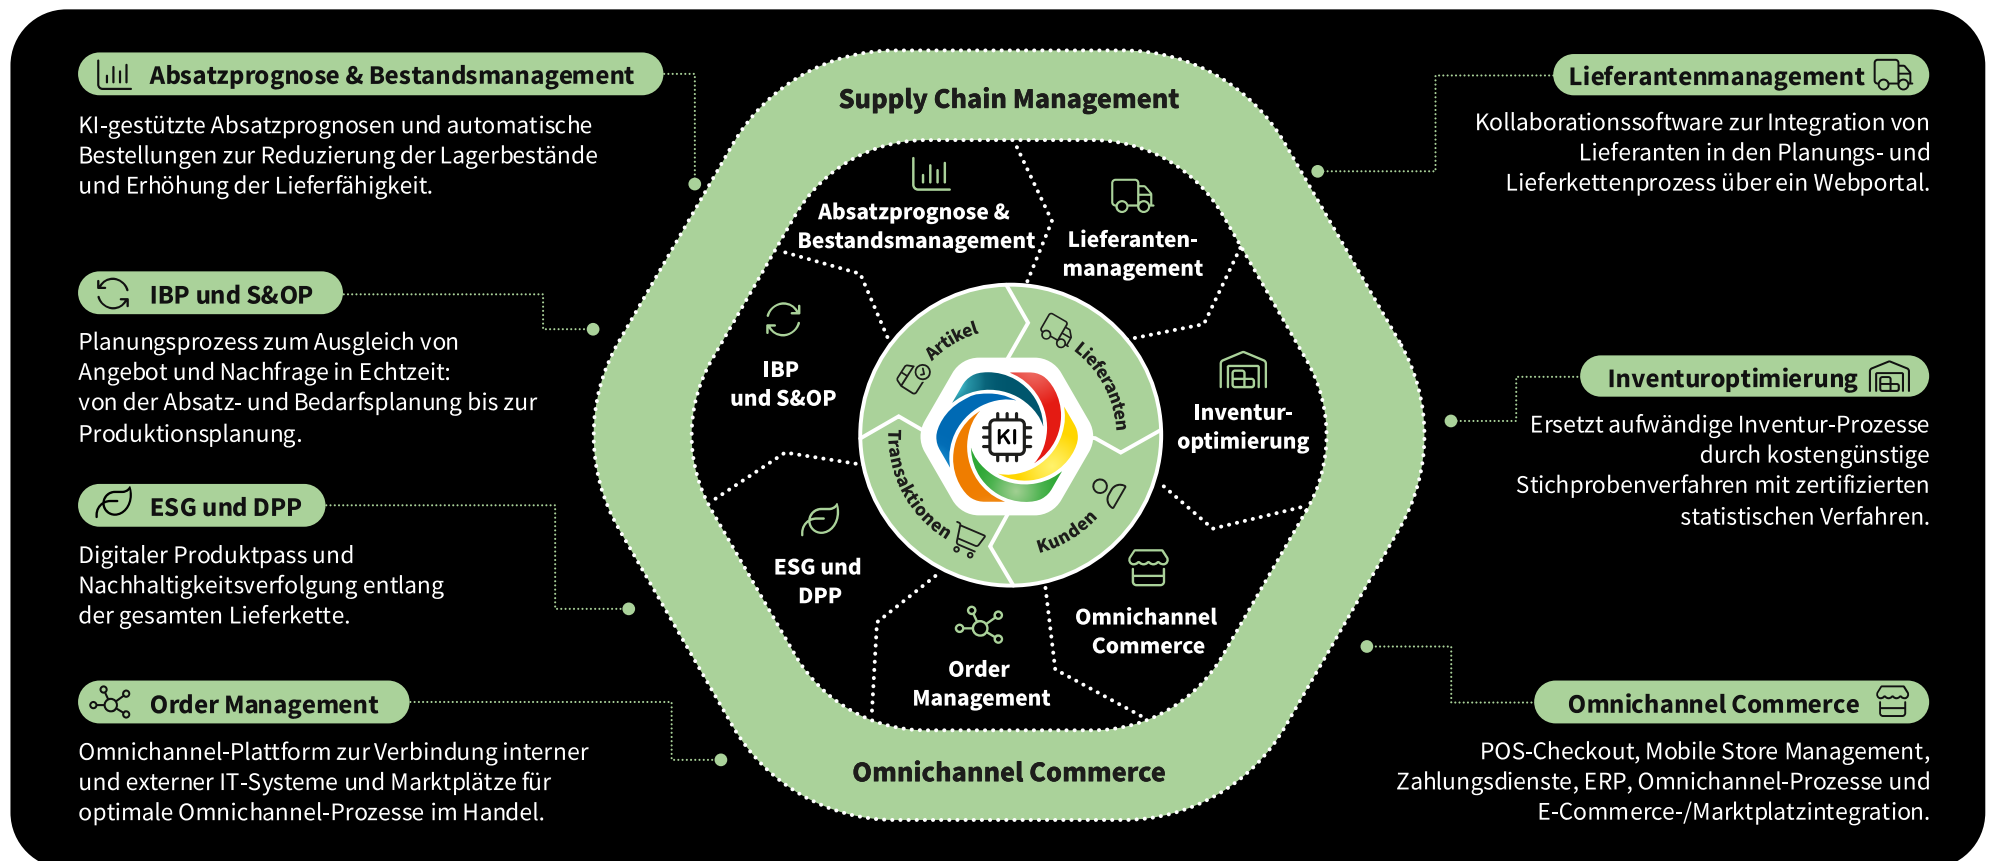 Absatzprognose & Bestandsmanagement
KI-gestützte Absatzprognosen und automatische
Bestellungen zur Reduzierung der Lagerbestände
und Erhöhung der Lieferfähigkeit.
IBP und S&OP
Planungsprozess zum Ausgleich von
Angebot und Nachfrage in Echtzeit:
von der Absatz- und Bedarfsplanung bis zur
Produktionsplanung.
ESG und DPP
Digitaler Produktpass und
Nachhaltigkeitsverfolgung entlang
der gesamten Lieferkette.
Order Management
Omnichannel-Plattform zur Verbindung interner
und externer IT-Systeme und Marktplätze für
optimale Omnichannel-Prozesse im Handel.
Supply Chain Management
Absatzprognose &
Bestandsmanagement
Lieferanten-
management
IBP
und S&OP
Inventur-
optimierung
ESG und
DPP
Order
Management
Omnichannel
Commerce
Artikel
Lieferanten
Transaktionen
Kunden
KI
Omnichannel Commerce
Lieferantenmanagement
Kollaborationssoftware zur Integration von
Lieferanten in den Planungs- und
Lieferkettenprozess über ein Webportal.
Inventuroptimierung
Ersetzt aufwändige Inventur-Prozesse
durch kostengünstige
Stichprobenverfahren mit zertifizierten
statistischen Verfahren.
Omnichannel Commerce
POS-Checkout, Mobile Store Management,
Zahlungsdienste, ERP, Omnichannel-Prozesse und
E-Commerce-/Marktplatzintegration.